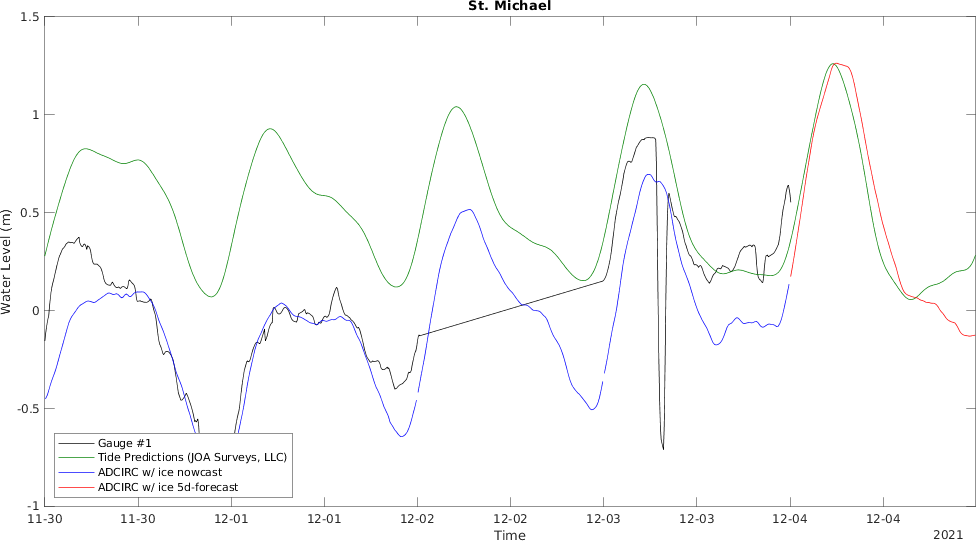 St. Michael
1.5
1
0.5
0
-0.5
-1
Water Level (m)
Gauge #1
Tide Predictions (JOA Surveys, LLC)
ADCIRC w/ ice nowcast
ADCIRC w/ ice 5d-forecast
11-30 11-30 12-01 12-01 12-02 12-02 12-03 12-03 12-04 12-04
Time
2021